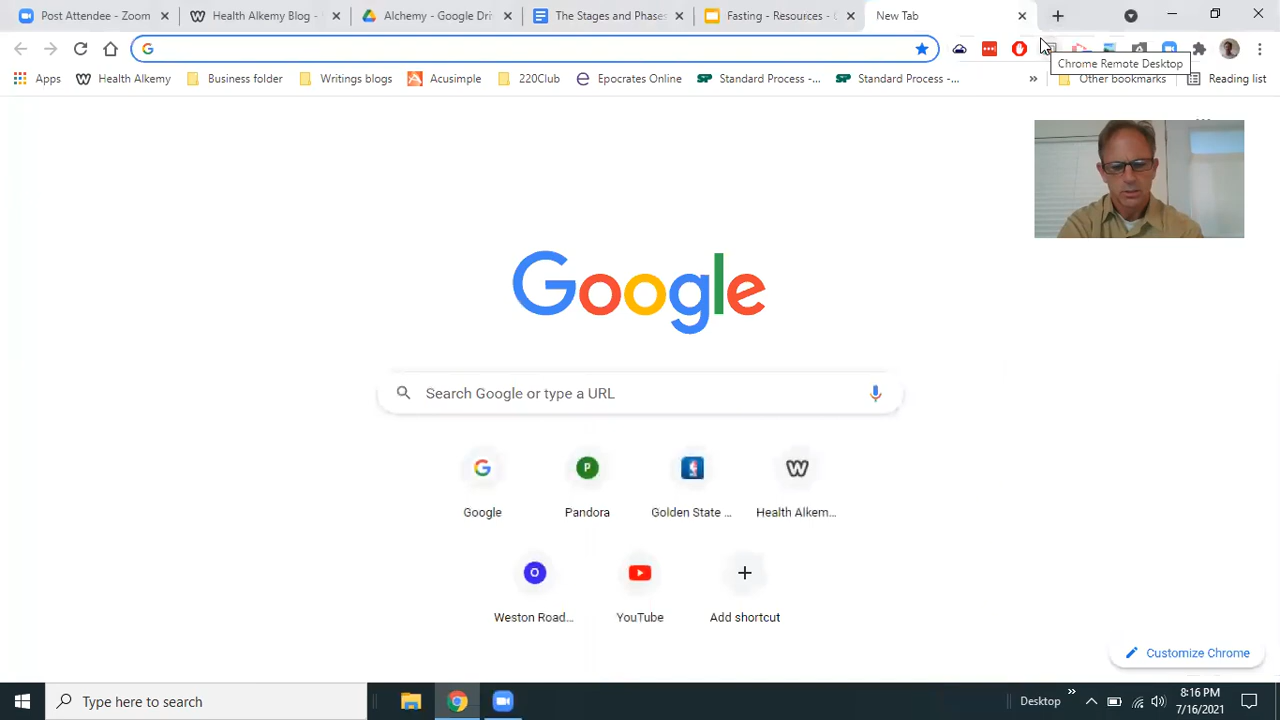 Post Attendee - Zoom
Health Alkemy Blog -
Alchemy - Google Dri
The Stages and Phases
Fasting - Resources - G
New Tab
Chrome Remote Desktop
Apps
Health Alkemy
Business folder
Writings blogs
Acusimple
220Club
Epocrates Online
Standard Process -...
Standard Process -...
»
Other bookmarks
Reading list
Google
Search Google or type a URL
Google
Pandora
Golden State ...
Health Alkem...
Weston Road...
YouTube
Add shortcut
Customize Chrome
Type here to search
Desktop
8:16 PM
7/16/2021